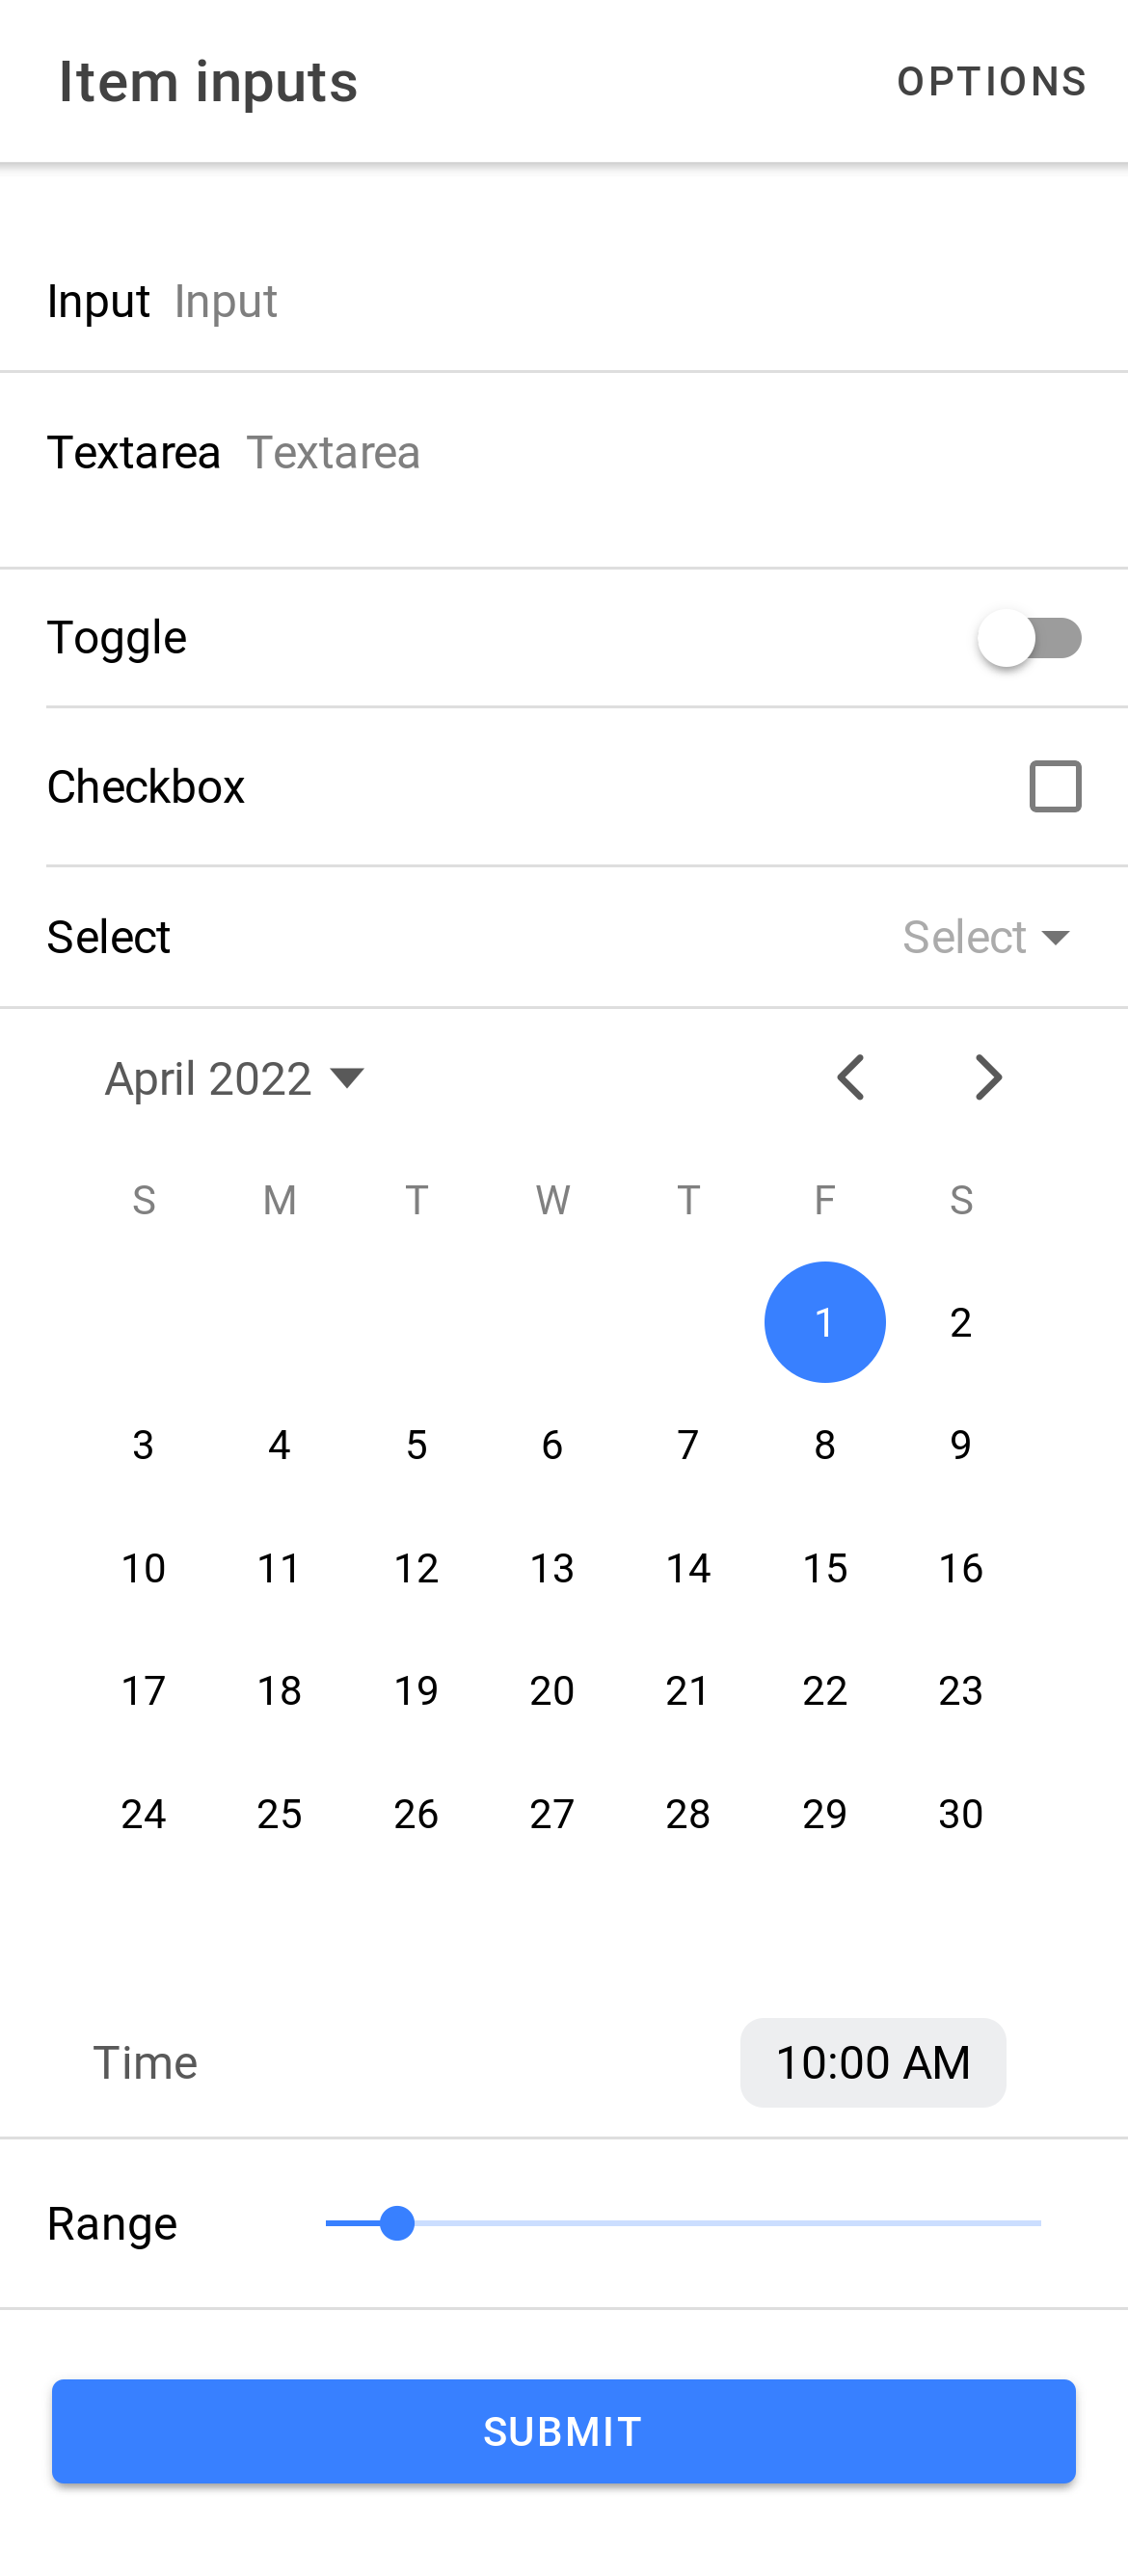 Item inputs OPTIONS
Input Input
Textarea Textarea
Toggle
Checkbox
Select Select
April 2022
S M T W T F S
1 2
3 4 5 6 7 8 9
10 11 12 13 14 15 16
17 18 19 20 21 22 23
24 25 26 27 28 29 30
Time 10:00 AM
Range
SUBMIT